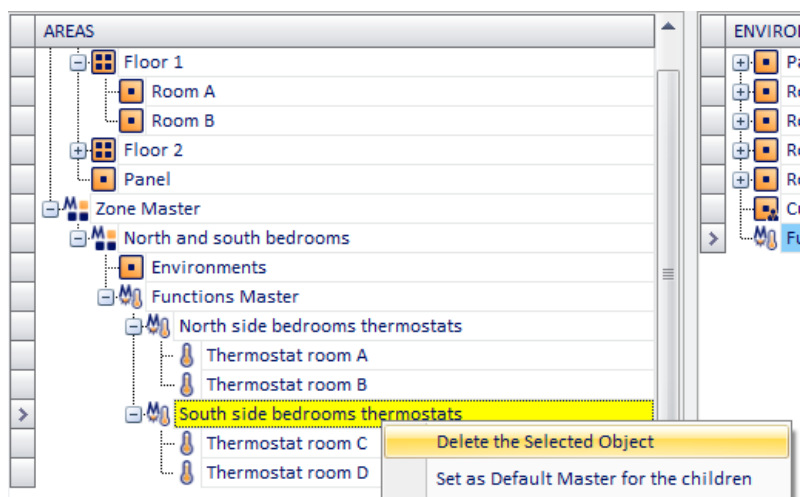 AREAS
Floor 1
Room A
Room B
Floor 2
Panel
Zone Master
North and south bedrooms
Environments
Functions Master
North side bedrooms thermostats
Thermostat room A
Thermostat room B
South side bedrooms thermostats
Thermostat room C
Thermostat room D
Delete the Selected Object
Set as Default Master for the children